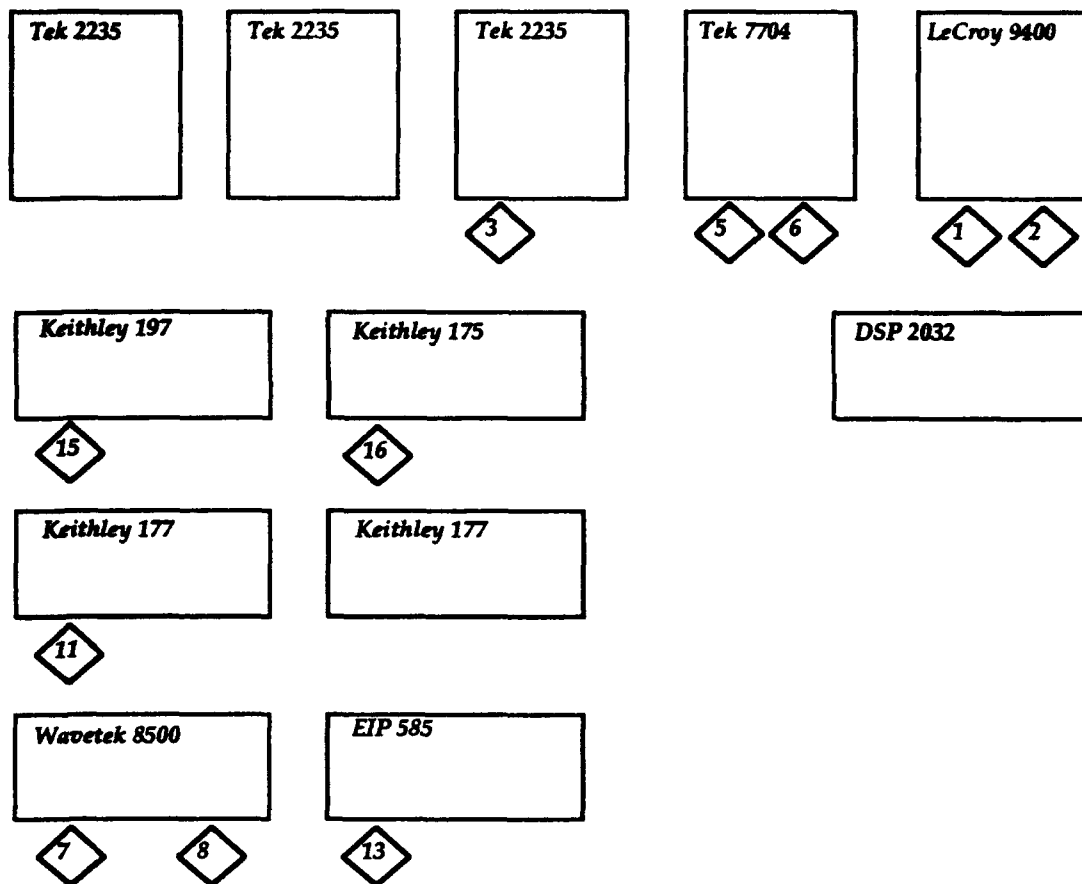 Tek 2235
Tek 2235
Tek 2235
Tek 7704
LeCroy 9400
3
5
6
1
2
Keithley 197
Keithley 175
DSP 2032
15
16
Keithley 177
Keithley 177
11
Wavetek 8500
EIP 585
7
8
13